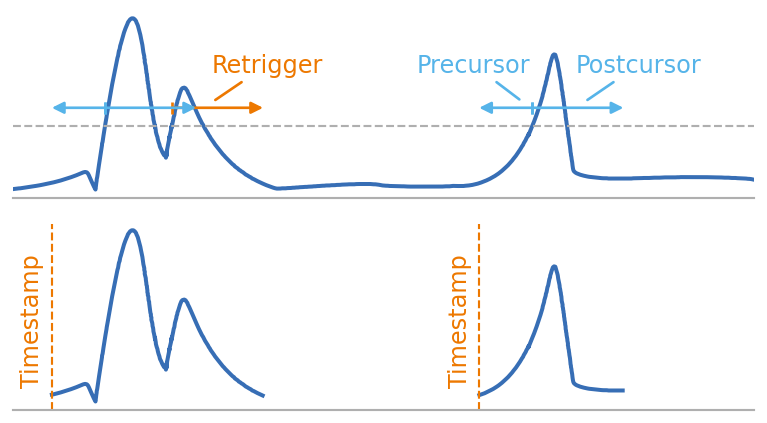 Retrigger
Precursor
Postcursor
Timestamp
Timestamp